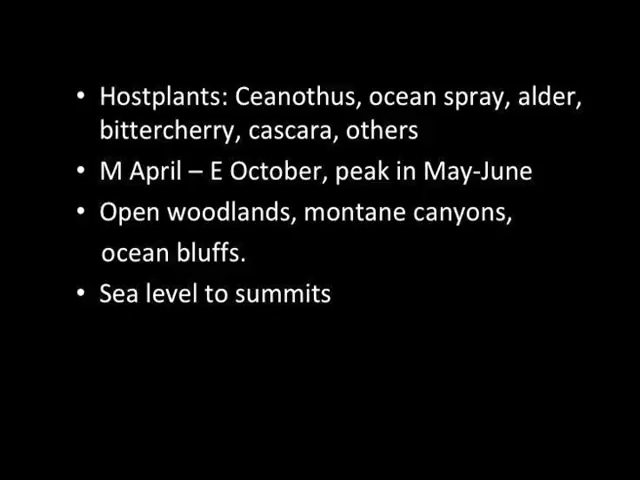 • Hostplants: Ceanothus, ocean spray, alder,
bittercherry, cascara, others
• M April – E October, peak in May-June
• Open woodlands, montane canyons,
ocean bluffs.
• Sea level to summits